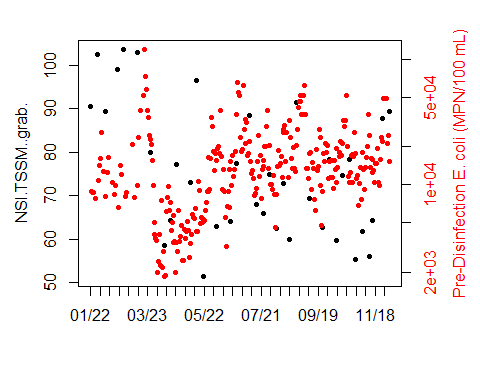 NSI.TSSM..grab.
100
90
80
70
60
50
01/22
03/23
05/22
07/21
09/19
11/18
5e+04
1e+04
2e+03
Pre-Disinfection E. coli (MPN/100 mL)